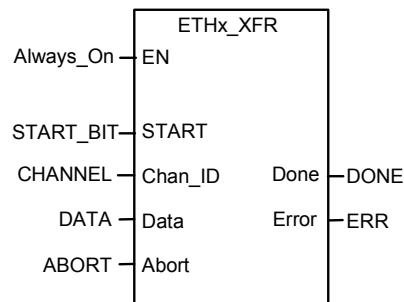 ETHx_XFR
Always_On EN
START_BIT START
CHANNEL Chan_ID Done DONE
DATA Data Error ERR
ABORT Abort